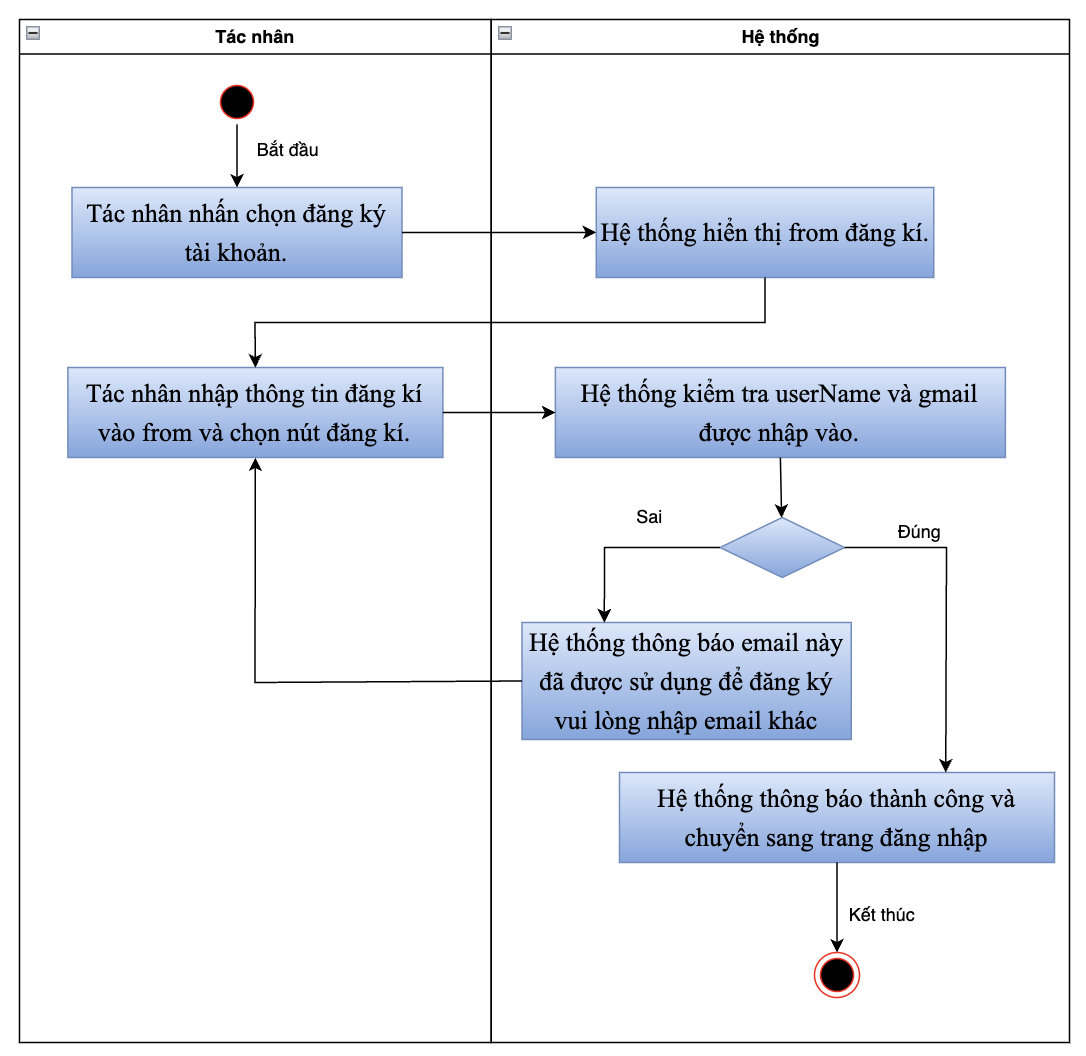 Tác nhân
Hệ thống
Bắt đầu
Tác nhân nhấn chọn đăng ký
tài khoản.
Hệ thống hiển thị from đăng kí.
Tác nhân nhập thông tin đăng kí
vào from và chọn nút đăng kí.
Hệ thống kiểm tra userName và gmail
được nhập vào.
Sai
Đúng
Hệ thống thông báo email này
đã được sử dụng để đăng ký
vui lòng nhập email khác
Hệ thống thông báo thành công và
chuyển sang trang đăng nhập
Kết thúc